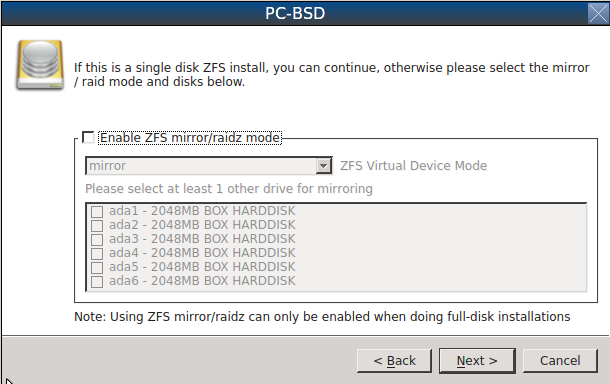 PC-BSD
If this is a single disk ZFS install, you can continue, otherwise please select the mirror
/ raid mode and disks below.
Enable ZFS mirror/raidz mode
mirror
ZFS Virtual Device Mode
Please select at least 1 other drive for mirroring
ada1 - 2048MB BOX HARDDISK
ada2 - 2048MB BOX HARDDISK
ada3 - 2048MB BOX HARDDISK
ada4 - 2048MB BOX HARDDISK
ada5 - 2048MB BOX HARDDISK
ada6 - 2048MB BOX HARDDISK
Note: Using ZFS mirror/raidz can only be enabled when doing full-disk installations
< Back
Next >
Cancel